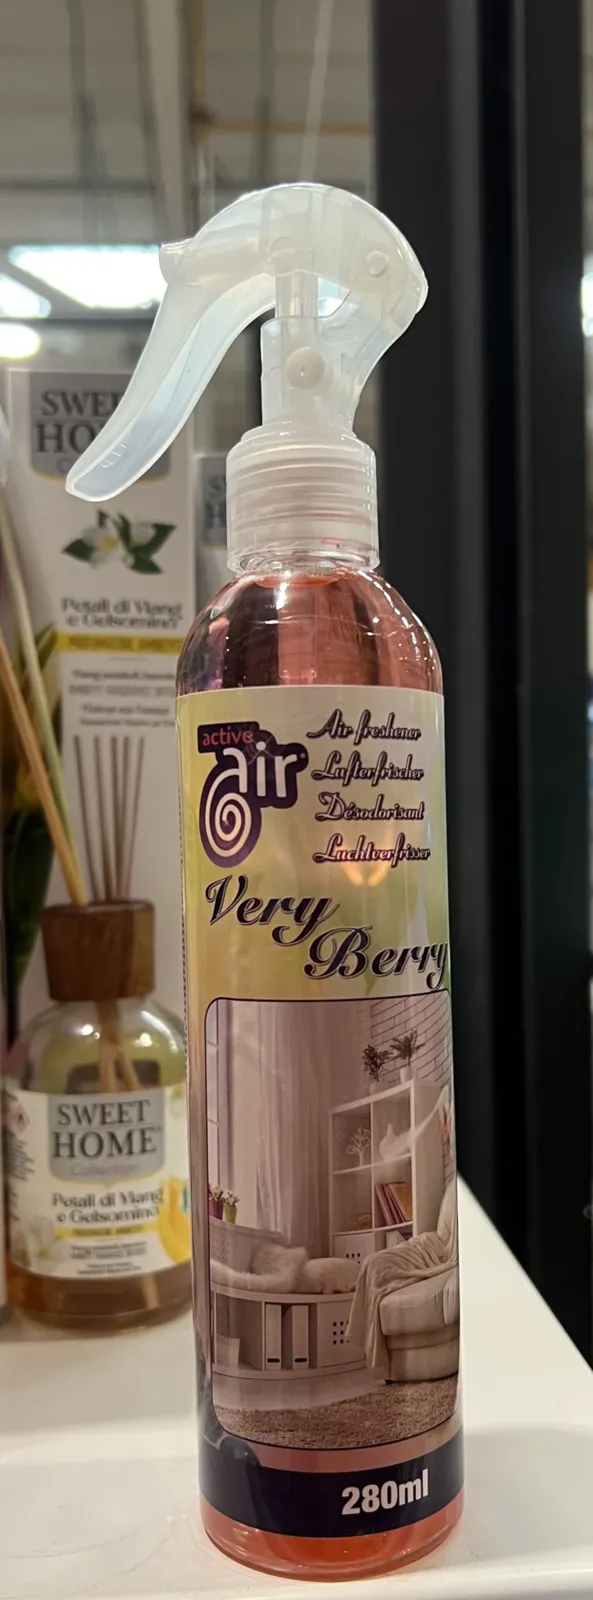 active
air
Air freshener
Lufterfrischer
Désodorisant
Luchtverfrisser
Very
Berry
280ml
SWEET
HOME
Petali di Ylang
e Gelsomino
SWEET
HOME
Collection
Petali di Ylang
e Gelsomino